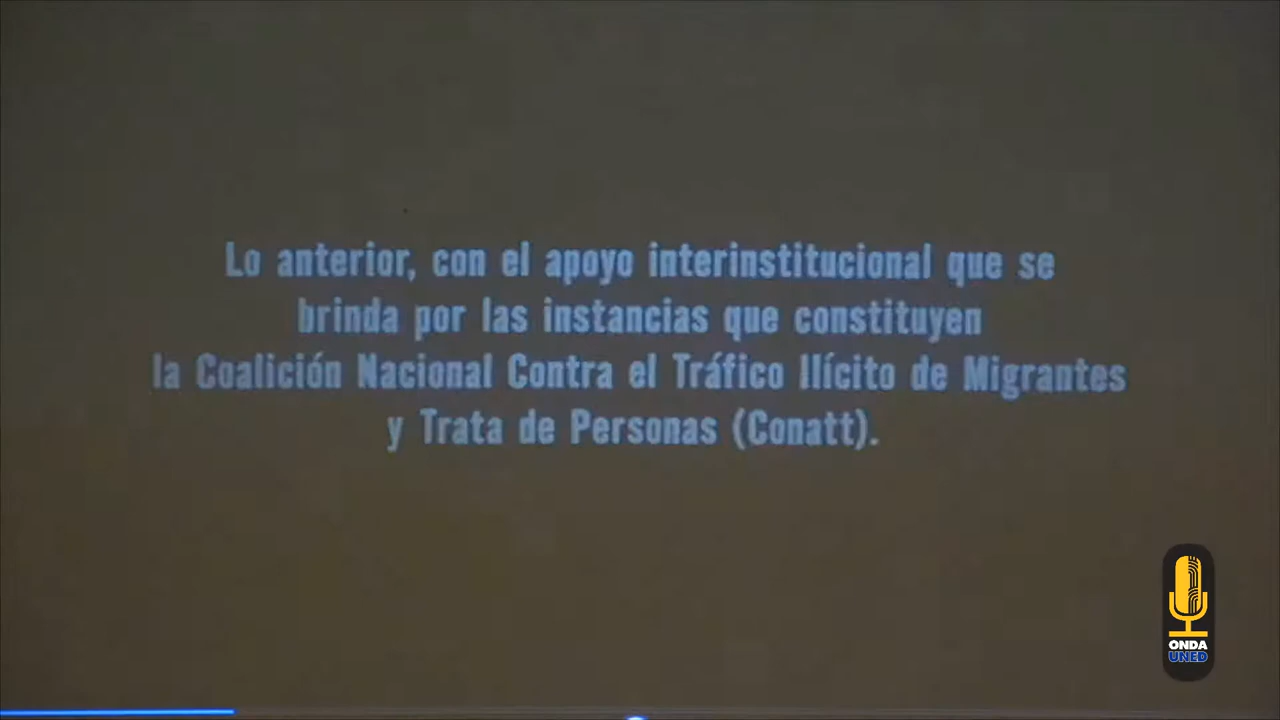 Lo anterior, con el apoyo interinstitucional que se
brinda por las instancias que constituyen
la Coalición Nacional Contra el Tráfico Ilícito de Migrantes
y Trata de Personas (Conatt).
ONDA
UNED